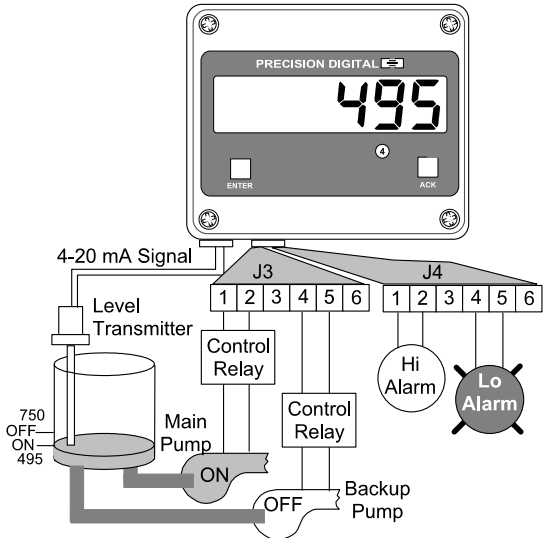 PRECISION DIGITAL
495
4
ENTER
ACK
4-20 mA Signal
J3
J4
1 2 3 4 5 6
1 2 3 4 5 6
Level
Transmitter
Control
Relay
Hi
Alarm
Lo
Alarm
Control
Relay
750
OFF
ON
495
Main
Pump
ON
OFF
Backup
Pump